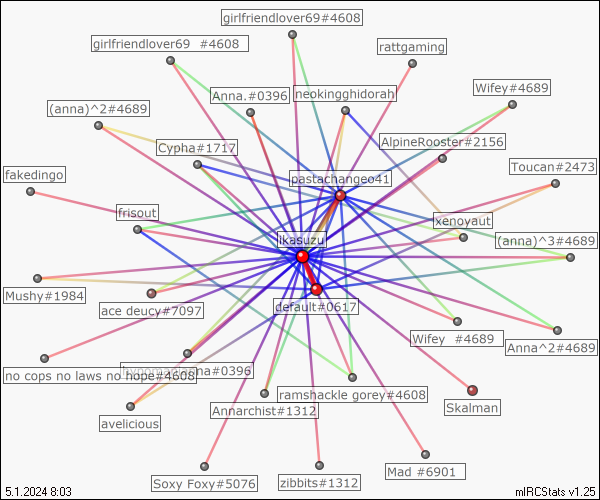 girlfriendlover69#4608
girlfriendlover69  #4608
rattgaming
Wifey#4689
Anna.#0396
neokingghidorah
(anna)^2#4689
AlpineRooster#2156
Cypha#1717
Toucan#2473
fakedingo
pastachangeo41
frisout
xenoyaut
ikasuzu
(anna)^3#4689
Mushy#1984
ace deucy#7097
default#0617
Wifey  #4689
Anna^2#4689
no cops no laws no hope#4608
ramshackle gorey#4608
Annarchist#1312
Skalman
avelicious
Soxy Foxy#5076
zibbits#1312
Mad #6901
5.1.2024 8:03
mIRCStats v1.25